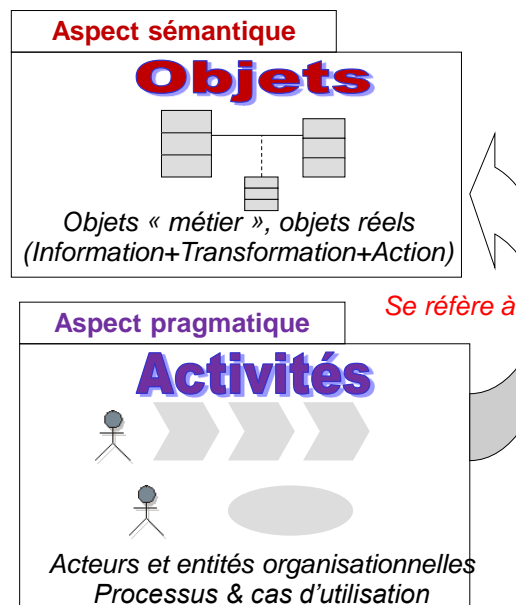 Aspect sémantique
Objets
Objets « métier », objets réels
(Information+Transformation+Action)
Se réfère à
Aspect pragmatique
Activités
Acteurs et entités organisationnelles
Processus & cas d’utilisation